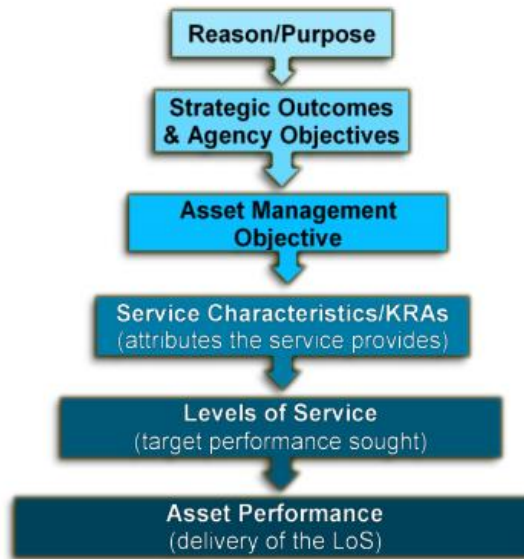 Reason/Purpose
Strategic Outcomes
& Agency Objectives
Asset Management
Objective
Service Characteristics/KRAs
(attributes the service provides)
Levels of Service
(target performance sought)
Asset Performance
(delivery of the LoS)